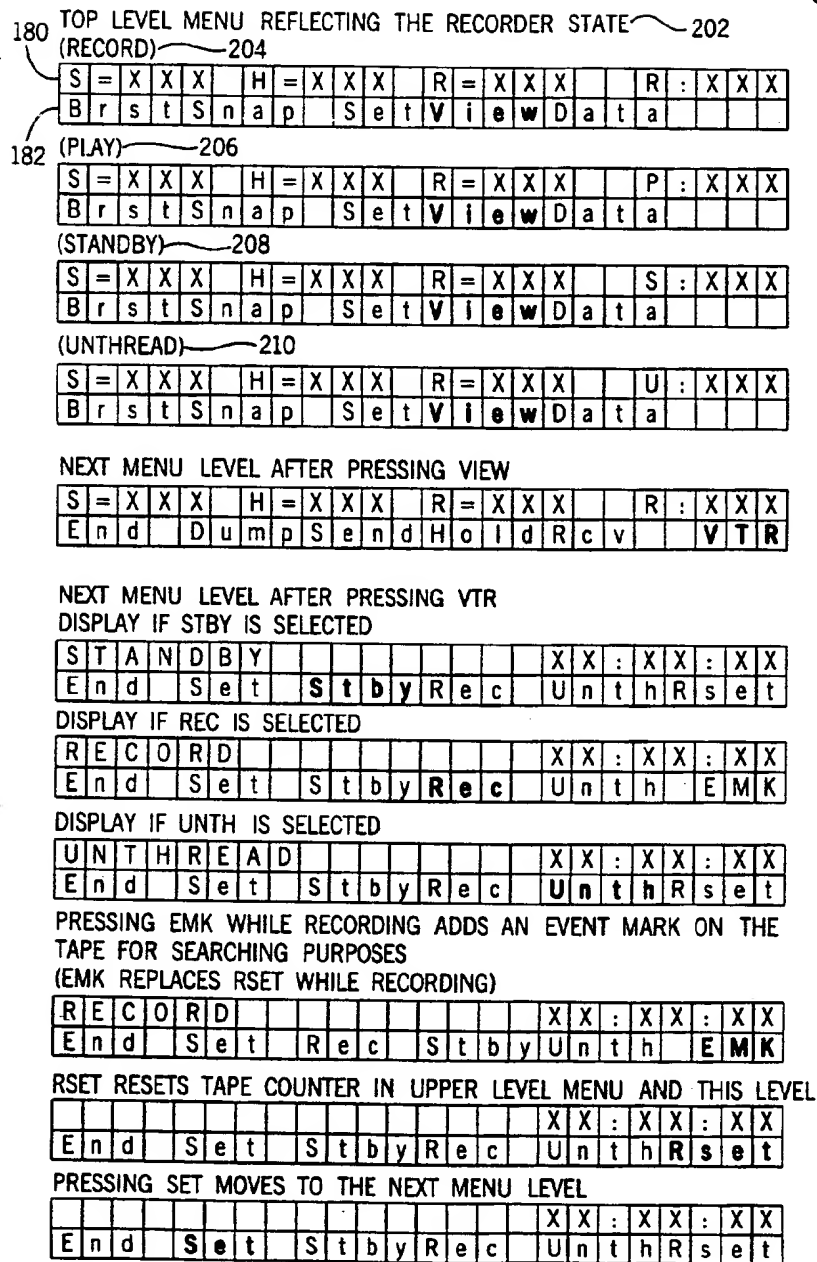 TOP LEVEL MENU REFLECTING THE RECORDER STATE 202
180 (RECORD) 204
S=XXX H=XXX R=XXX R:XXX
BrstSnap SetViewData
182 (PLAY) 206
S=XXX H=XXX R=XXX P:XXX
BrstSnap SetViewData
(STANDBY) 208
S=XXX H=XXX R=XXX S:XXX
BrstSnap SetViewData
(UNTHREAD) 210
S=XXX H=XXX R=XXX U:XXX
BrstSnap SetViewData
NEXT MENU LEVEL AFTER PRESSING VIEW
S=XXX H=XXX R=XXX R:XXX
End DumpSendHoldRcv VTR
NEXT MENU LEVEL AFTER PRESSING VTR
DISPLAY IF STBY IS SELECTED
STANDBY XX:XX:XX
End Set StbyRec UnthRset
DISPLAY IF REC IS SELECTED
RECORD XX:XX:XX
End Set StbyRec Unth EMK
DISPLAY IF UNTH IS SELECTED
UNTHREAD XX:XX:XX
End Set StbyRec UnthRset
PRESSING EMK WHILE RECORDING ADDS AN EVENT MARK ON THE
TAPE FOR SEARCHING PURPOSES
(EMK REPLACES RSET WHILE RECORDING)
RECORD XX:XX:XX
End Set Rec StbyUnth EMK
RSET RESETS TAPE COUNTER IN UPPER LEVEL MENU AND THIS LEVEL
XX:XX:XX
End Set StbyRec UnthRset
PRESSING SET MOVES TO THE NEXT MENU LEVEL
XX:XX:XX
End Set StbyRec UnthRset